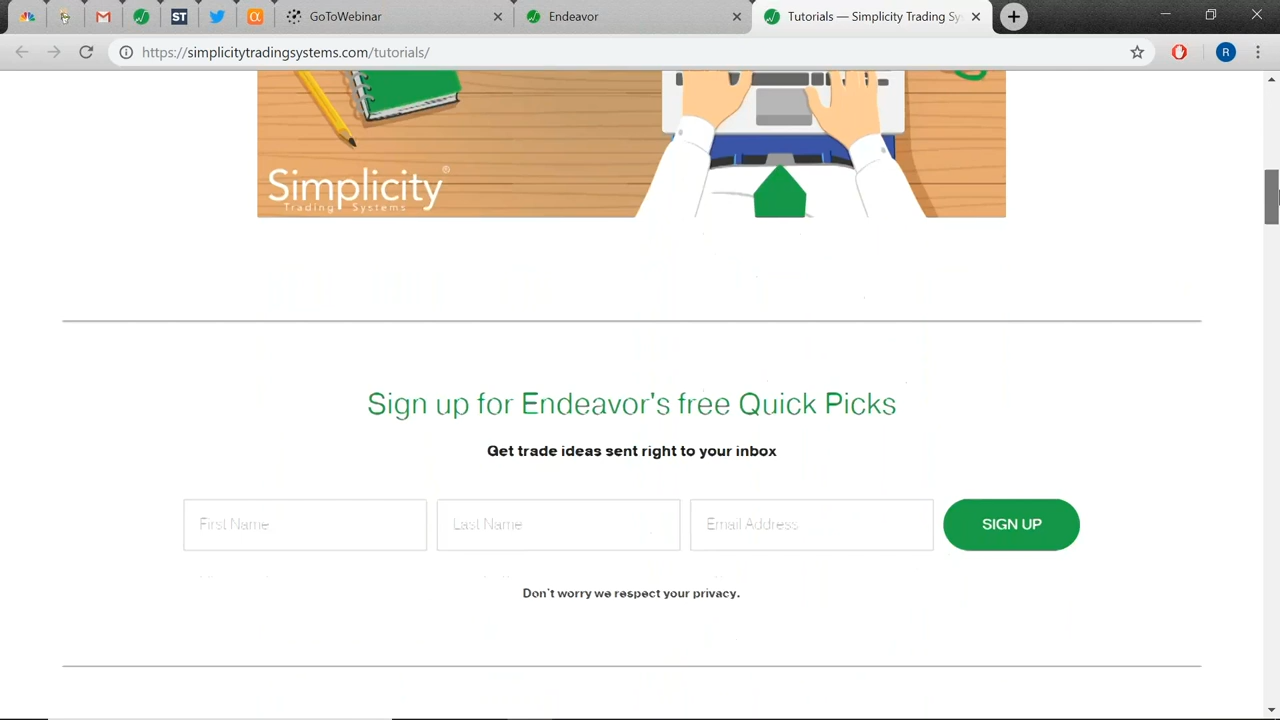 ST
GoToWebinar
Endeavor
Tutorials — Simplicity Trading Sy
R
https://simplicitytradingsystems.com/tutorials/
Simplicity®
Trading Systems
Sign up for Endeavor's free Quick Picks
Get trade ideas sent right to your inbox
First Name
Last Name
Email Address
SIGN UP
Don't worry we respect your privacy.